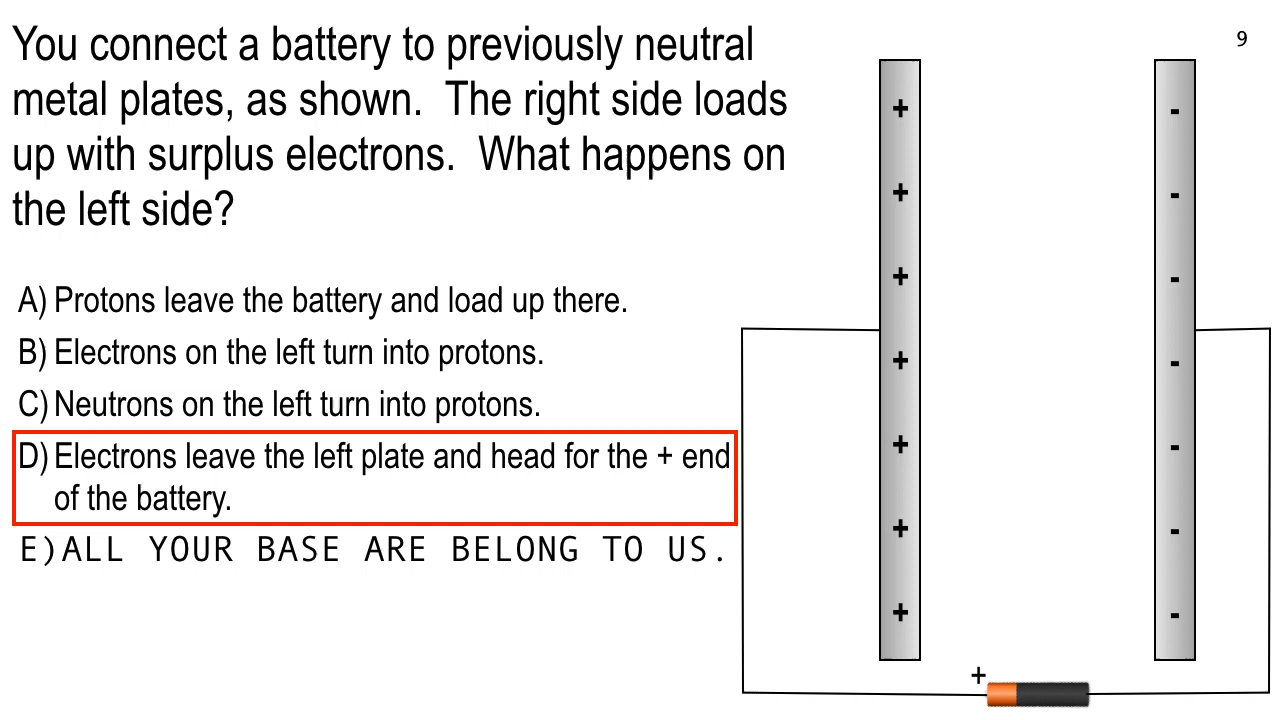 You connect a battery to previously neutral
metal plates, as shown.  The right side loads
up with surplus electrons.  What happens on
the left side?
9
A) Protons leave the battery and load up there.
B) Electrons on the left turn into protons.
C) Neutrons on the left turn into protons.
D) Electrons leave the left plate and head for the + end
of the battery.
E)ALL YOUR BASE ARE BELONG TO US.
+ -
+ -
+ -
+ -
+ -
+ -
+ -
+